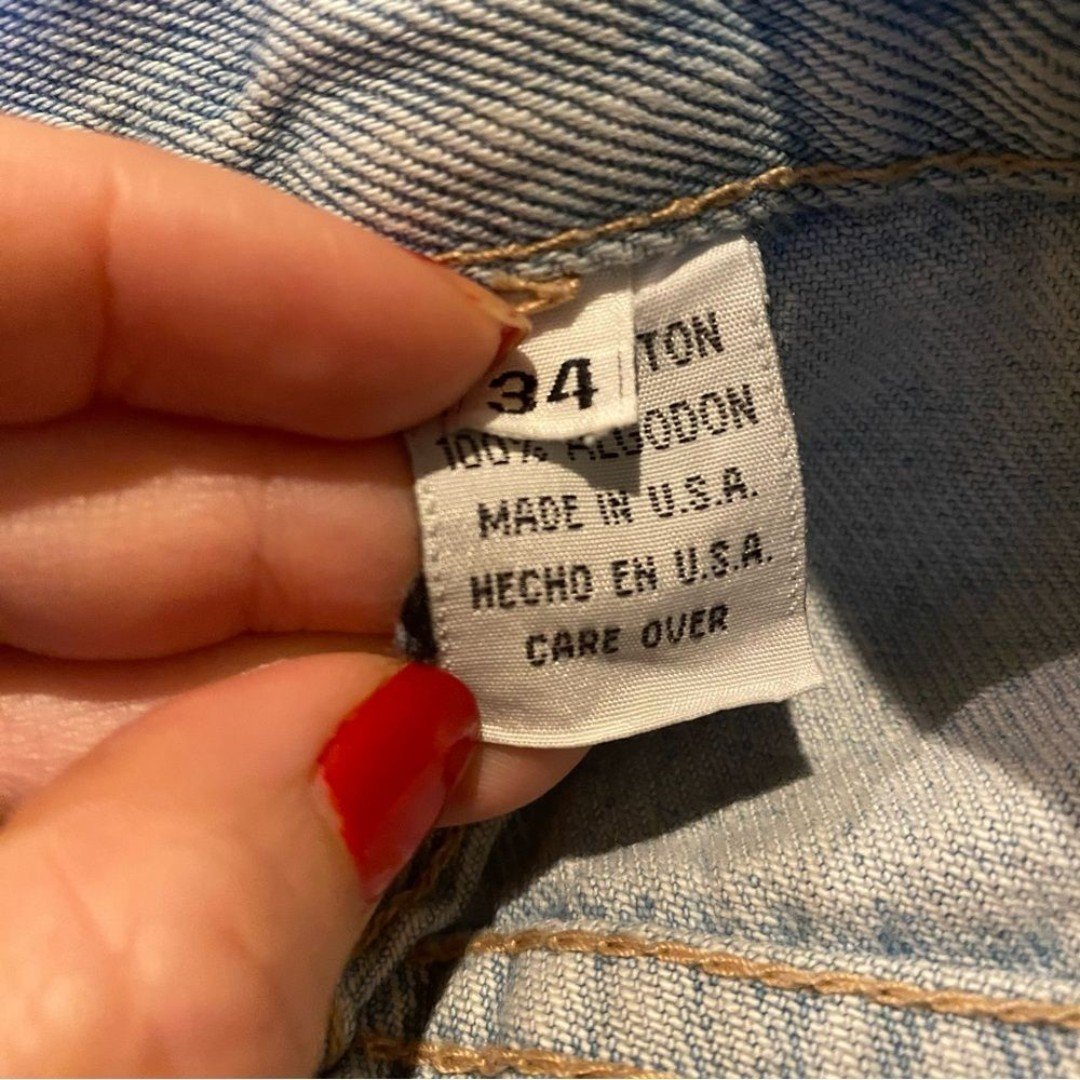 34
TON
100% ALGODON
MADE IN U.S.A.
HECHO EN U.S.A.
CARE OVER